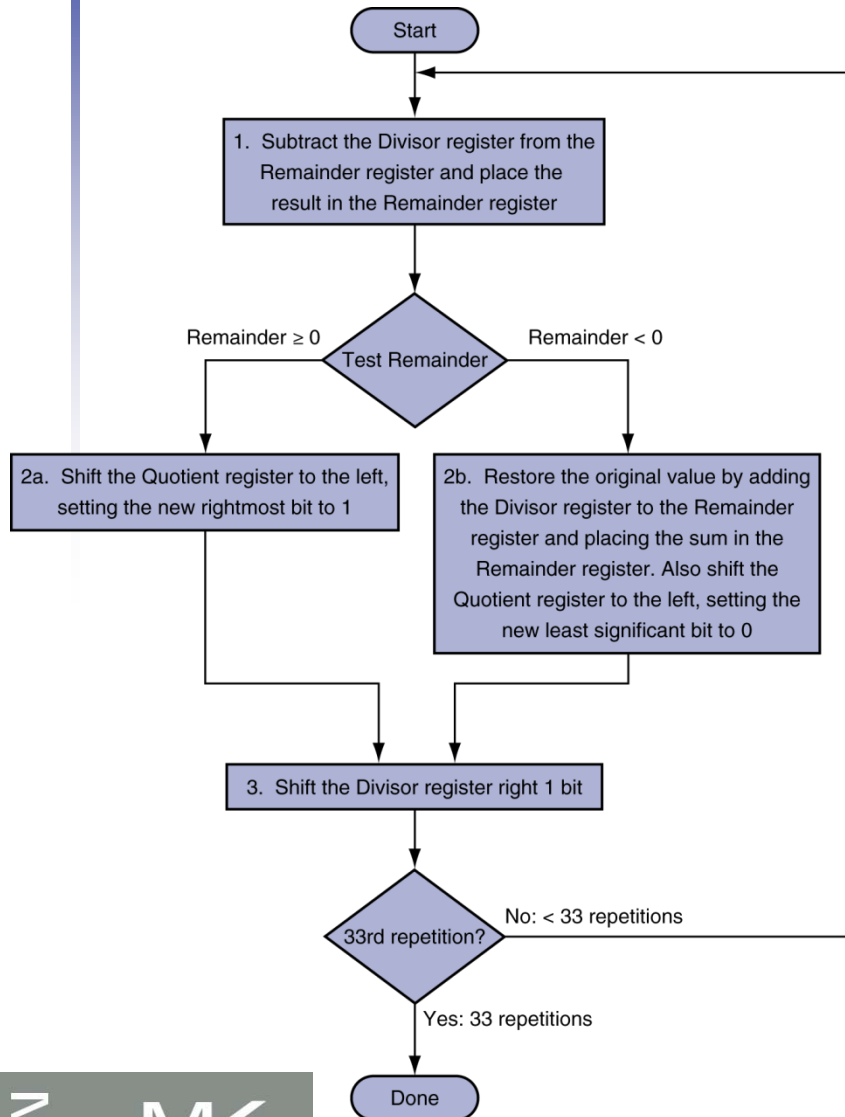 Start
1. Subtract the Divisor register from the
Remainder register and place the
result in the Remainder register
Remainder ≥ 0
Remainder < 0
Test Remainder
2a. Shift the Quotient register to the left,
setting the new rightmost bit to 1
2b. Restore the original value by adding
the Divisor register to the Remainder
register and placing the sum in the
Remainder register. Also shift the
Quotient register to the left, setting the
new least significant bit to 0
3. Shift the Divisor register right 1 bit
33rd repetition?
No: < 33 repetitions
Yes: 33 repetitions
Done